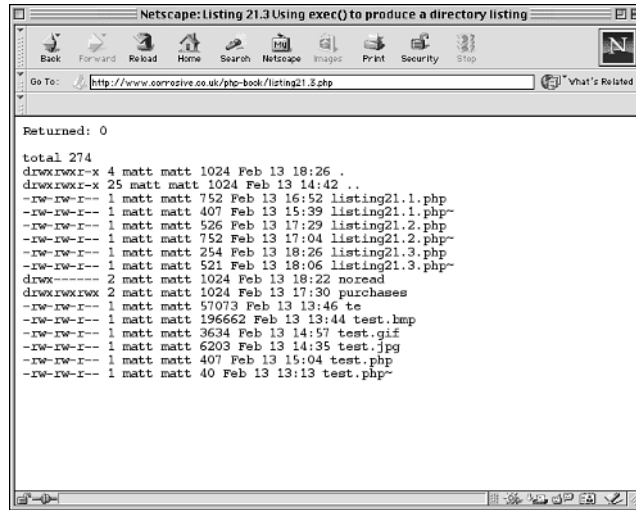 Netscape: Listing 21.3 Using exec() to produce a directory listing
Back Forward Reload Home Search Netscape Images Print Security Stop
N
Go To: http://www.corrosive.co.uk/php-book/listing21.3.php What's Related
Returned: 0
total 274
drwxrwxr-x 4 matt matt 1024 Feb 13 18:26 .
drwxrwxr-x 25 matt matt 1024 Feb 13 14:42 ..
-rw-rw-r-- 1 matt matt 752 Feb 13 16:52 listing21.1.php
-rw-rw-r-- 1 matt matt 407 Feb 13 15:39 listing21.1.php~
-rw-rw-r-- 1 matt matt 526 Feb 13 17:29 listing21.2.php
-rw-rw-r-- 1 matt matt 752 Feb 13 17:04 listing21.2.php~
-rw-rw-r-- 1 matt matt 254 Feb 13 18:26 listing21.3.php
-rw-rw-r-- 1 matt matt 521 Feb 13 18:06 listing21.3.php~
drwx------ 2 matt matt 1024 Feb 13 18:22 noread
drwxrwxrwx 2 matt matt 1024 Feb 13 17:30 purchases
-rw-rw-r-- 1 matt matt 57073 Feb 13 13:46 te
-rw-rw-r-- 1 matt matt 196662 Feb 13 13:44 test.bmp
-rw-rw-r-- 1 matt matt 3634 Feb 13 14:57 test.gif
-rw-rw-r-- 1 matt matt 6203 Feb 13 14:35 test.jpg
-rw-rw-r-- 1 matt matt 407 Feb 13 15:04 test.php
-rw-rw-r-- 1 matt matt 40 Feb 13 13:13 test.php~